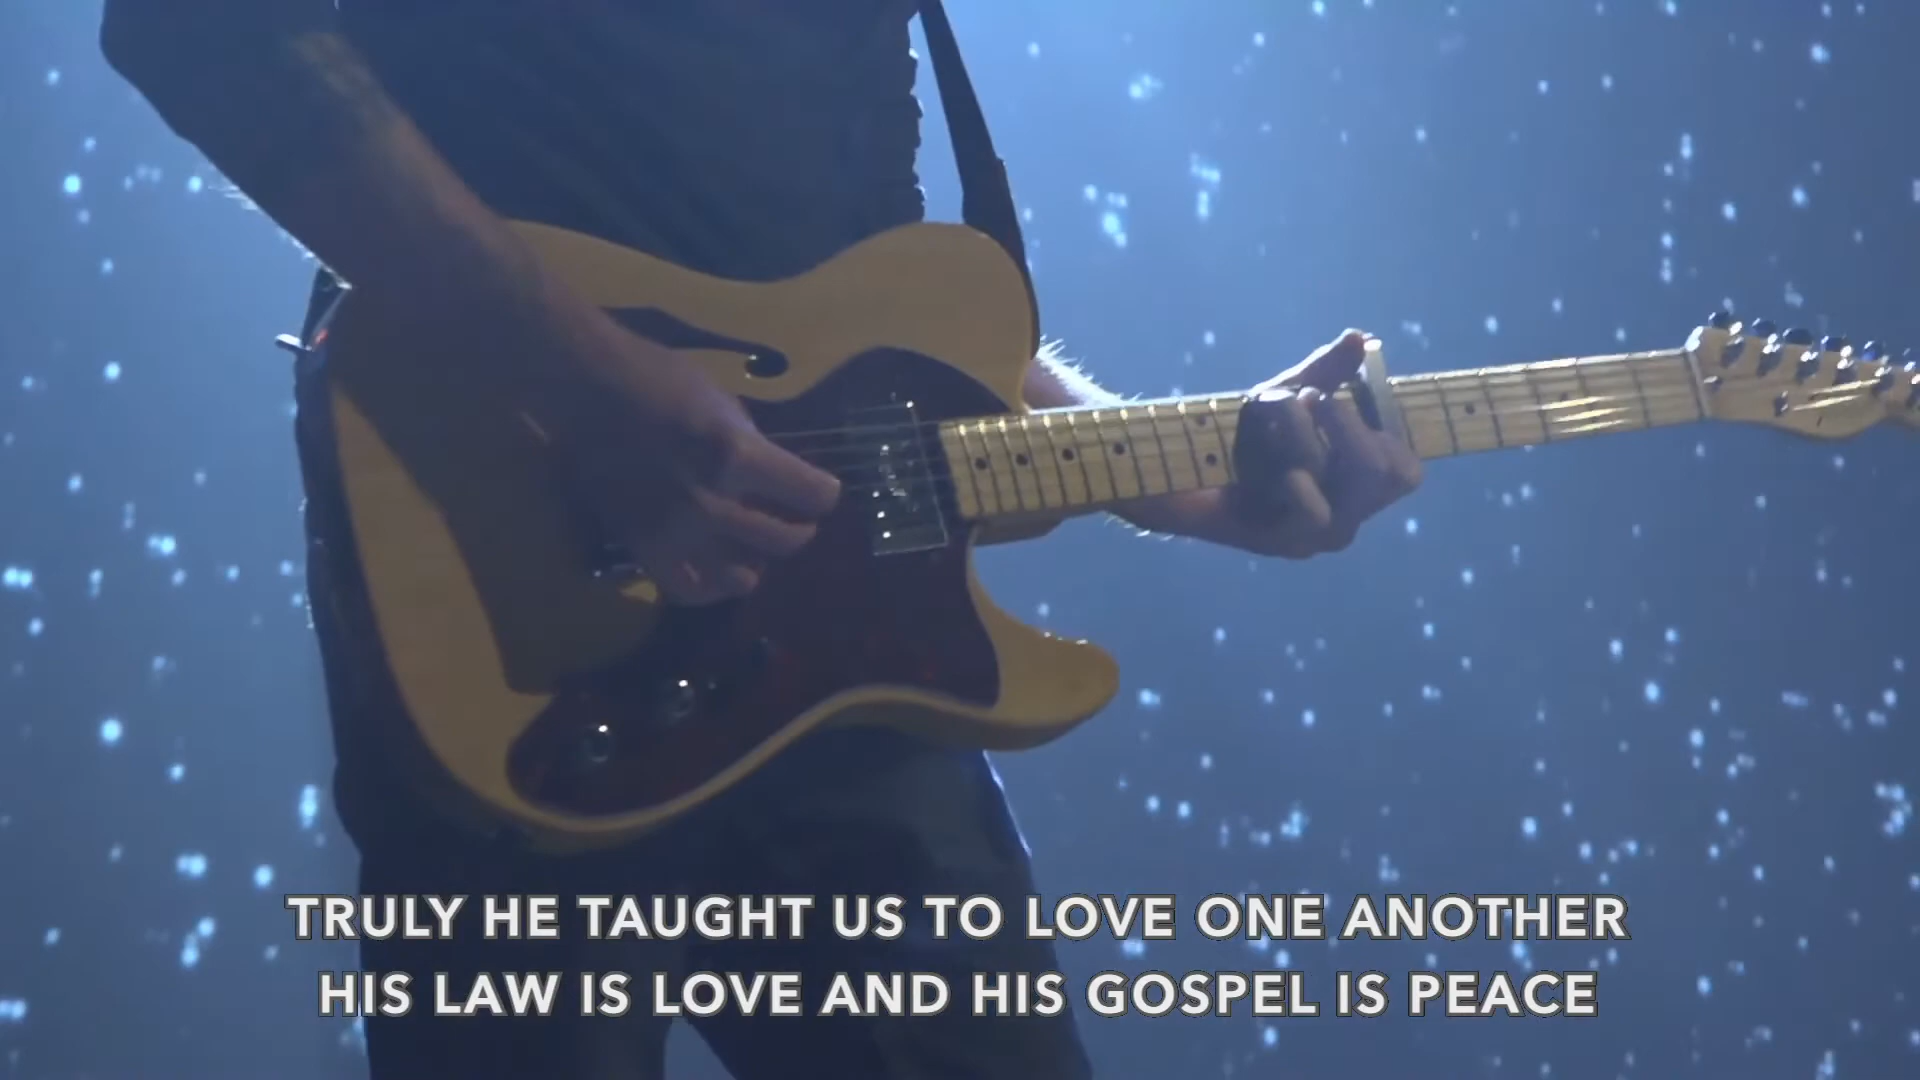 TRULY HE TAUGHT US TO LOVE ONE ANOTHER
HIS LAW IS LOVE AND HIS GOSPEL IS PEACE